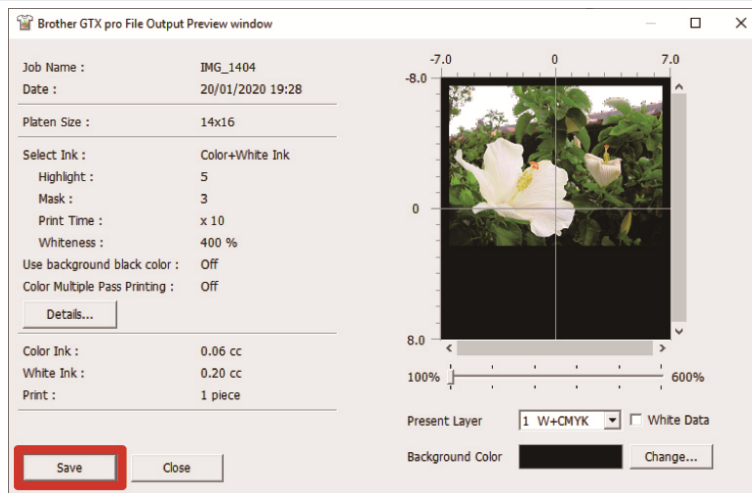 Brother GTX pro File Output Preview window
Job Name : IMG_1404
Date : 20/01/2020 19:28
Platen Size : 14x16
Select Ink : Color+White Ink
Highlight : 5
Mask : 3
Print Time : x 10
Whiteness : 400 %
Use background black color : Off
Color Multiple Pass Printing : Off
Details...
Color Ink : 0.06 cc
White Ink : 0.20 cc
Print : 1 piece
Save Close
-7.0 0 7.0
-8.0
0
8.0
100% 600%
Present Layer 1 W+CMYK White Data
Background Color Change...